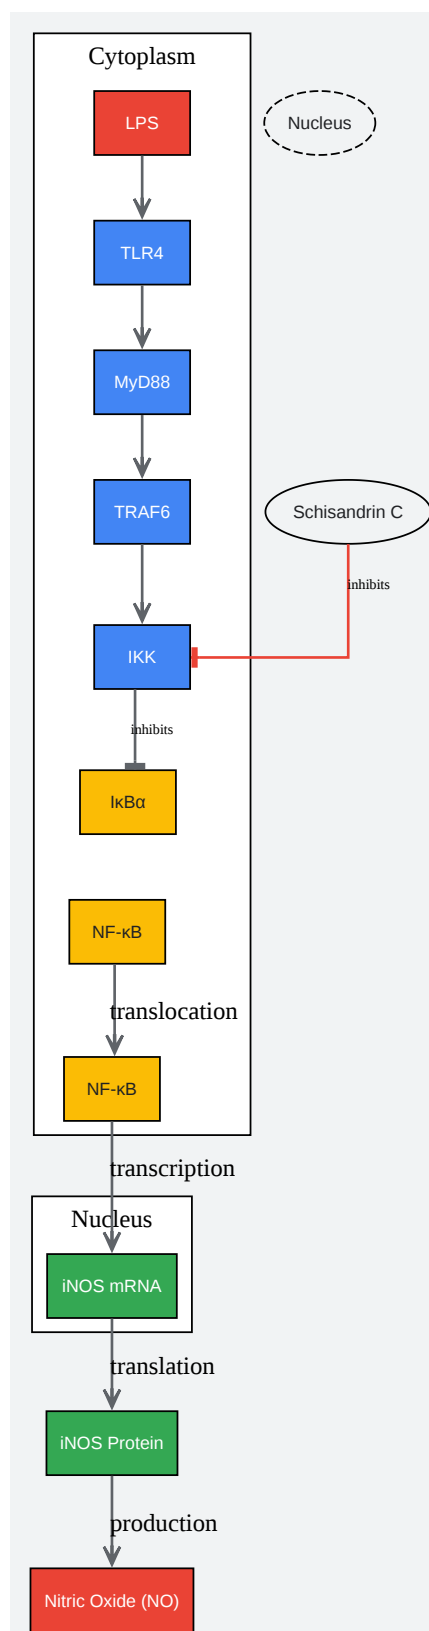 Cytoplasm
LPS
Nucleus
TLR4
MyD88
TRAF6
Schisandrin C
inhibits
IKK
inhibits
IκBα
NF-κB
translocation
NF-κB
transcription
Nucleus
iNOS mRNA
translation
iNOS Protein
production
Nitric Oxide (NO)